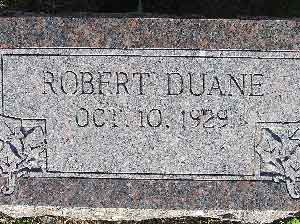 ROBERT DUANE
OCT. 10, 1929